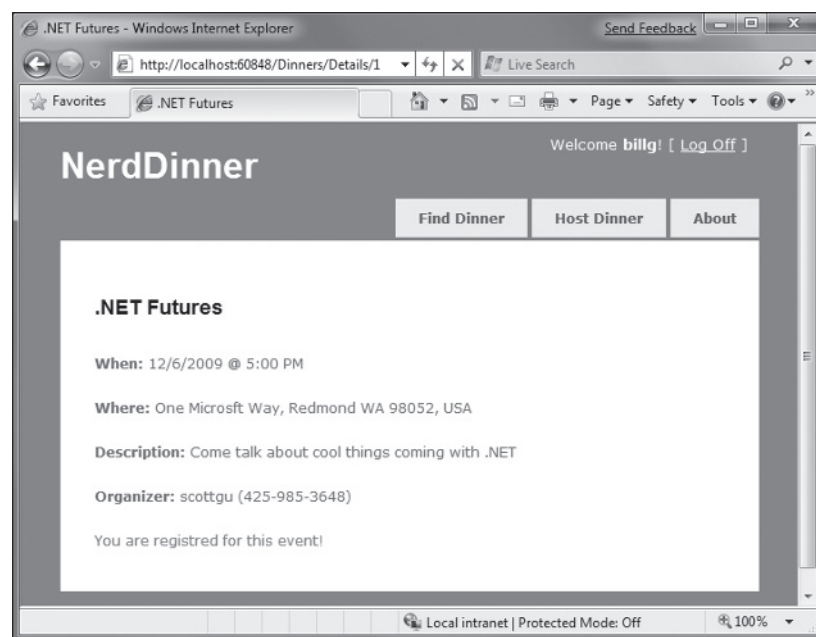 .NET Futures - Windows Internet Explorer
Send Feedback
http://localhost:60848/Dinners/Details/1
Live Search
Favorites
.NET Futures
Page
Safety
Tools
Welcome billg! [ Log Off ]
NerdDinner
Find Dinner
Host Dinner
About
.NET Futures
When: 12/6/2009 @ 5:00 PM
Where: One Microsft Way, Redmond WA 98052, USA
Description: Come talk about cool things coming with .NET
Organizer: scottgu (425-985-3648)
You are registred for this event!
Local intranet | Protected Mode: Off
100%